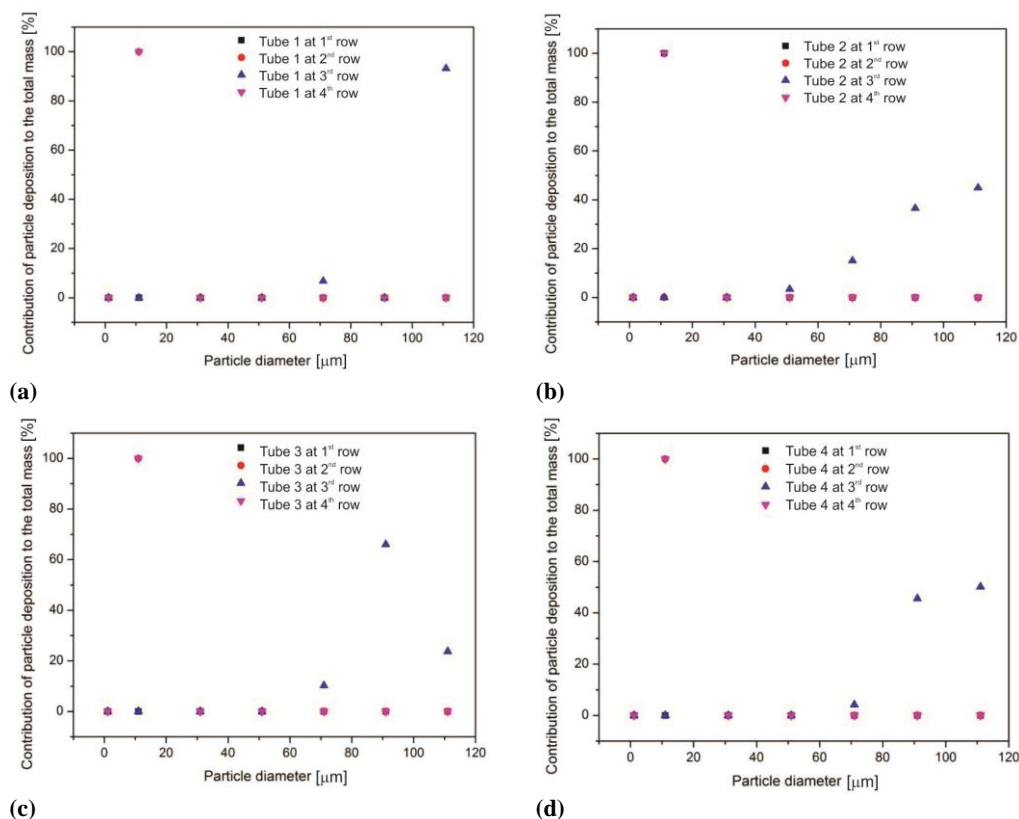 Contribution of particle deposition to the total mass [%]
100
80
60
40
20
0
Tube 1 at 1st row
Tube 1 at 2nd row
Tube 1 at 3rd row
Tube 1 at 4th row
0 20 40 60 80 100 120
Particle diameter [μm]
(a)
Contribution of particle deposition to the total mass [%]
100
80
60
40
20
0
Tube 2 at 1st row
Tube 2 at 2nd row
Tube 2 at 3rd row
Tube 2 at 4th row
0 20 40 60 80 100 120
Particle diameter [μm]
(b)
Contribution of particle deposition to the total mass [%]
100
80
60
40
20
0
Tube 3 at 1st row
Tube 3 at 2nd row
Tube 3 at 3rd row
Tube 3 at 4th row
0 20 40 60 80 100 120
Particle diameter [μm]
(c)
Contribution of particle deposition to the total mass [%]
100
80
60
40
20
0
Tube 4 at 1st row
Tube 4 at 2nd row
Tube 4 at 3rd row
Tube 4 at 4th row
0 20 40 60 80 100 120
Particle diameter [μm]
(d)